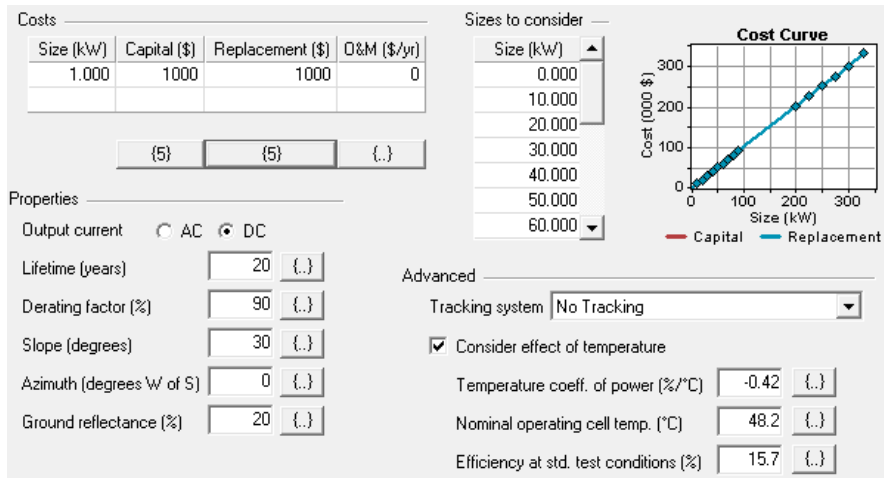 Costs
Size (kW) Capital ($) Replacement ($) O&M ($/yr)
1.000 1000 1000 0
{5} {5} {..}
Sizes to consider
Size (kW)
0.000
10.000
20.000
30.000
40.000
50.000
60.000
Cost Curve
Cost (000 $)
300
200
100
0
0 100 200 300
Size (kW)
Capital Replacement
Properties
Output current AC DC
Lifetime (years) 20 {..}
Derating factor (%) 90 {..}
Slope (degrees) 30 {..}
Azimuth (degrees W of S) 0 {..}
Ground reflectance (%) 20 {..}
Advanced
Tracking system No Tracking
Consider effect of temperature
Temperature coeff. of power (%/°C) -0.42 {..}
Nominal operating cell temp. (°C) 48.2 {..}
Efficiency at std. test conditions (%) 15.7 {..}